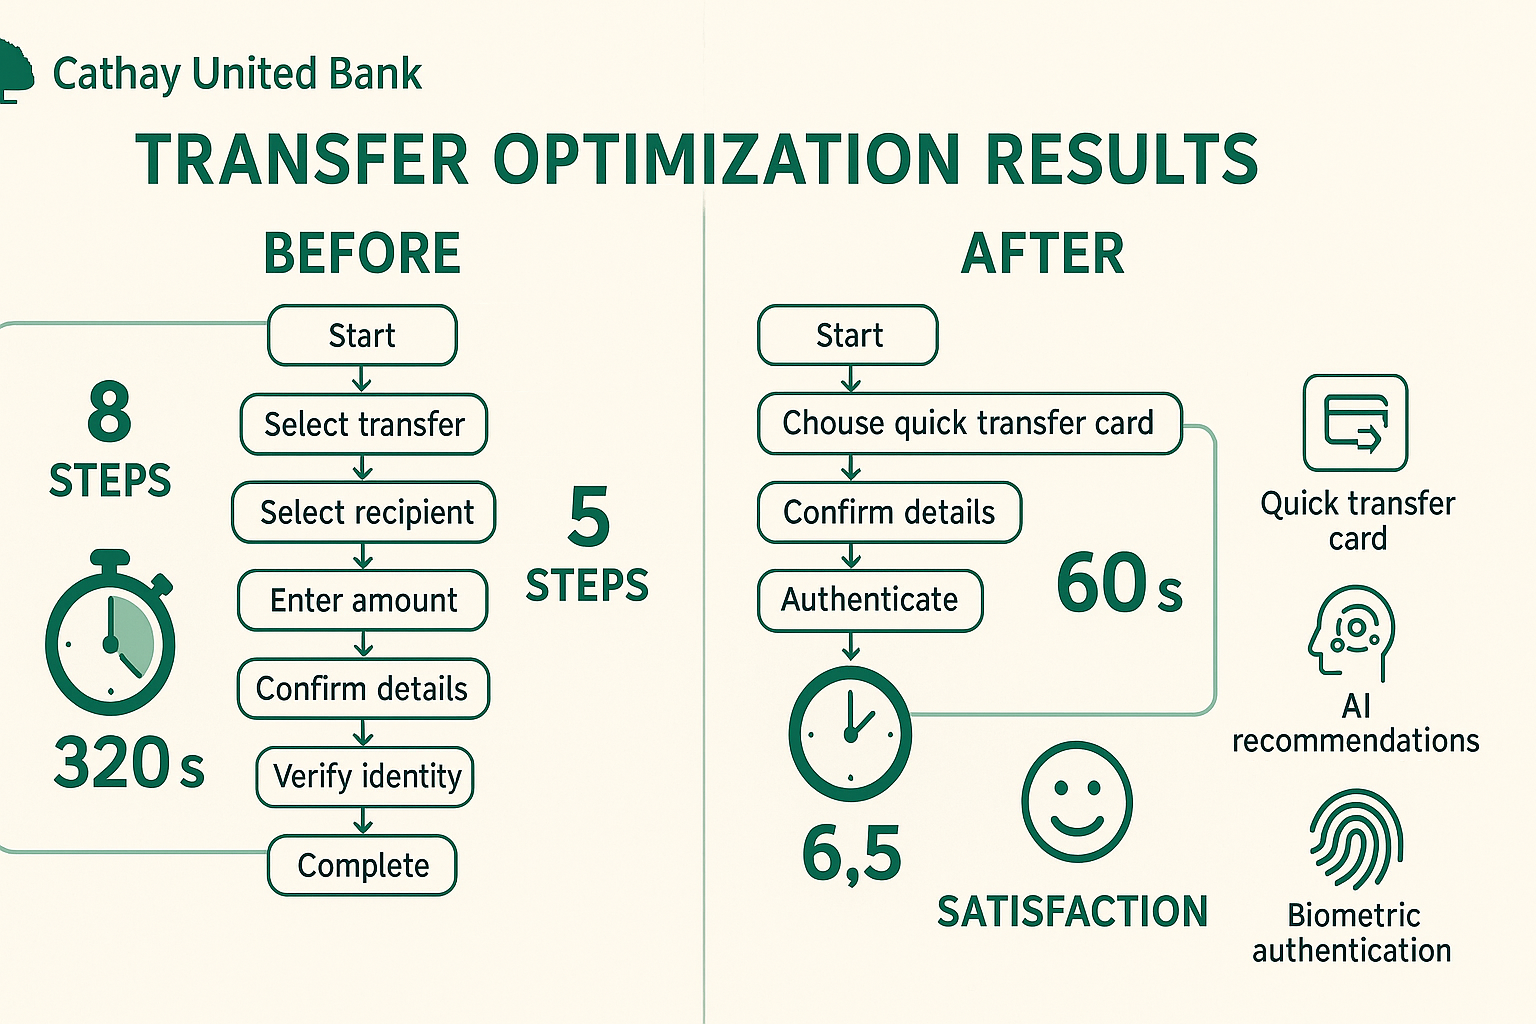 Cathay United Bank
TRANSFER OPTIMIZATION RESULTS
BEFORE
8
STEPS
320 s
Start
Select transfer
Select recipient
Enter amount
Confirm details
Verify identity
Complete
5
STEPS
AFTER
Start
Chouse quick transfer card
Confirm details
Authenticate
60 s
6,5
SATISFACTION
Quick transfer
card
AI
recommendations
Biometric
authentication